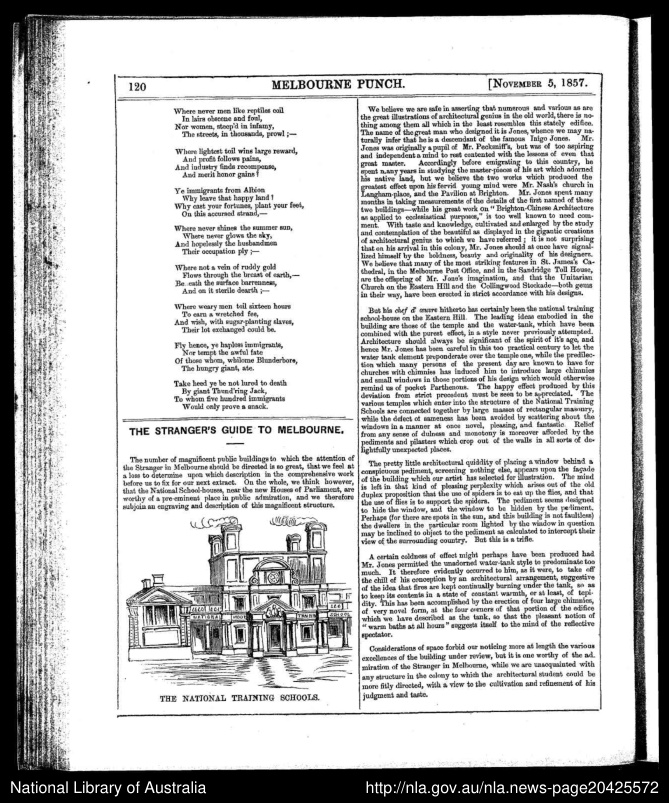 120
MELBOURNE PUNCH.
[NOVEMBER 5, 1857.
Where never men like reptiles coil
In lairs obscene and foul,
Nor women, steep'd in infamy,
The streets, in thousands, prowl ;—
Where lightest toil wins large reward,
And profit follows pains,
And industry finds recompense,
And merit honor gains !
Ye immigrants from Albion
Why leave that happy land ?
Why cast your fortunes, plant your feet,
On this accursed strand,—
Where never shines the summer sun,
Where never glows the sky,
And hopelessly the husbandman
Their occupation ply ;—
Where not a vein of ruddy gold
Flows through the breast of earth,—
Beneath the surface barrenness,
And on it sterile dearth ;—
Where weary men toil sixteen hours
To earn a wretched fee,
And wish, with sugar-planting slaves,
Their lot exchanged could be.
Fly hence, ye hapless immigrants,
Nor tempt the awful fate
Of those whom, whilome Blunderbore,
The hungry giant, ate.
Take heed ye be not lured to death
By giant Thund'ring Jack,
To whom five hundred immigrants
Would only prove a snack.
THE STRANGER'S GUIDE TO MELBOURNE.
The number of magnificent public buildings to which the attention of
the Stranger in Melbourne should be directed is so great, that we feel at
a loss to determine upon which description in the comprehensive work
before us to fix for our next extract. On the whole, we think however,
that the National School-houses, near the new Houses of Parliament, are
worthy of a pre-eminent place in public admiration, and we therefore
subjoin an engraving and description of this magnificent structure.
NATIONAL
TRAINING
THE NATIONAL TRAINING SCHOOLS.
We believe we are safe in asserting that numerous and various as are
the great illustrations of architectural genius in the old world, there is no-
thing among them all which in the least resembles this stately edifice.
The name of the great man who designed it is Jones, whence we may na-
turally infer that he is a descendant of the famous Inigo Jones. Mr.
Jones was originally a pupil of Mr. Pecksniff's, but was of too aspiring
and independent a mind to rest contented with the lessons of even that
great master. Accordingly before emigrating to this country, he
spent many years in studying the master-pieces of his art which adorned
his native land, but we believe the two works which produced the
greatest effect upon his fervid young mind were Mr. Nash's church in
Langham-place, and the Pavilion at Brighton. Mr. Jones spent many
months in taking measurements of the details of the first named of these
two buildings—while his great work on "Brighton-Chinese Architecture
as applied to ecclesiastical purposes," is too well known to need com-
ment. With taste and knowledge, cultivated and enlarged by the study
and contemplation of the beautiful as displayed in the gigantic creations
of architectural genius to which we have referred ; it is not surprising
that on his arrival in this colony, Mr. Jones should at once have signal-
lized himself by the boldness, beauty and originality of his designers.
We believe that many of the most striking features in St. James's Ca-
thedral, in the Melbourne Post Office, and in the Sandridge Toll House,
are the offspring of Mr. Jone's imagination, and that the Unitarian
Church on the Eastern Hill and the Collingwood Stockade—both gems
in their way, have been erected in strict accordance with his designs.
But his chef d' œuvre hitherto has certainly been the national training
school-house on the Eastern Hill. The leading ideas embodied in the
building are those of the temple and the water-tank, which have been
combined with the purest effect, in a style never previously attempted.
Architecture should always be significant of the spirit of it's age, and
hence Mr. Jones has been careful in this too practical century to let the
water tank element preponderate over the temple one, while the predilec-
tion which many persons of the present day are known to have for
churches with chimnies has induced him to introduce large chimnies
and small windows in those portions of his design which would otherwise
remind us of pocket Parthenons. The happy effect produced by this
deviation from strict precedent must be seen to be appreciated. The
various temples which enter into the structure of the National Training
Schools are connected together by large masses of rectangular masonry,
while the defect of sameness has been avoided by scattering about the
windows in a manner at once novel, pleasing, and fantastic. Relief
from any sense of dulness and monotony is moreover afforded by the
pediments and pilasters which crop out of the walls in all sorts of de-
lightfully unexpected places.
The pretty little architectural quiddity of placing a window behind a
conspicuous pediment, screening nothing else, appears upon the façade
of the building which our artist has selected for illustration. The mind
is left in that kind of pleasing perplexity which arises out of the old
duplex proposition that the use of spiders is to eat up the flies, and that
the use of flies is to support the spiders. The pediment seems designed
to hide the window, and the window to be hidden by the pediment.
Perhaps (for there are spots in the sun, and this building is not faultless)
the dwellers in the particular room lighted by the window in question
may be inclined to object to the pediment as calculated to intercept their
view of the surrounding country. But this is a trifle.
A certain coldness of effect might perhaps have been produced had
Mr. Jones permitted the unadorned water-tank style to predominate too
much. It therefore evidently occurred to him, as it were, to take off
the chill of his conception by an architectural arrangement, suggestive
of the idea that fires are kept continually burning under the tank, so as
to keep its contents in a state of constant warmth, or at least, of tepi-
dity. This has been accomplished by the erection of four large chimnies,
of very novel form, at the four owners of that portion of the edifice
which we have described as the tank, so that the pleasant notion of
"warm baths at all hours" suggests itself to the mind of the reflective
spectator.
Considerations of space forbid our noticing more at length the various
excellences of the building under review, but it is one worthy of the ad-
miration of the Stranger in Melbourne, while we are unacquainted with
any structure in the colony to which the architectural student could be
more fitly directed, with a view to the cultivation and refinement of his
judgment and taste.
National Library of Australia
http://nla.gov.au/nla.news-page20425572